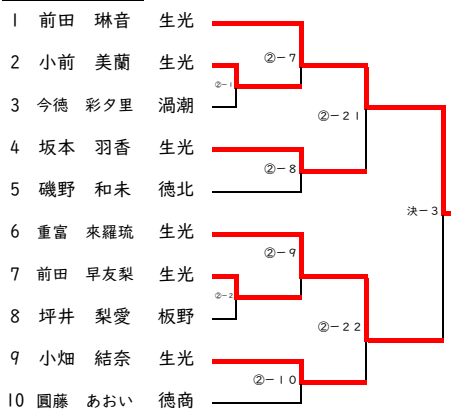 1 前田 琳音 生光
2 小前 美蘭 生光
3 今徳 彩夕里 渦潮
4 坂本 羽香 生光
5 磯野 和未 徳北
6 重富 來羅琉 生光
7 前田 早友梨 生光
8 坪井 梨愛 板野
9 小畑 結奈 生光
10 圓藤 あおい 徳商
②-7
②-1
②-21
②-8
決-3
②-9
②-2
②-22
②-10